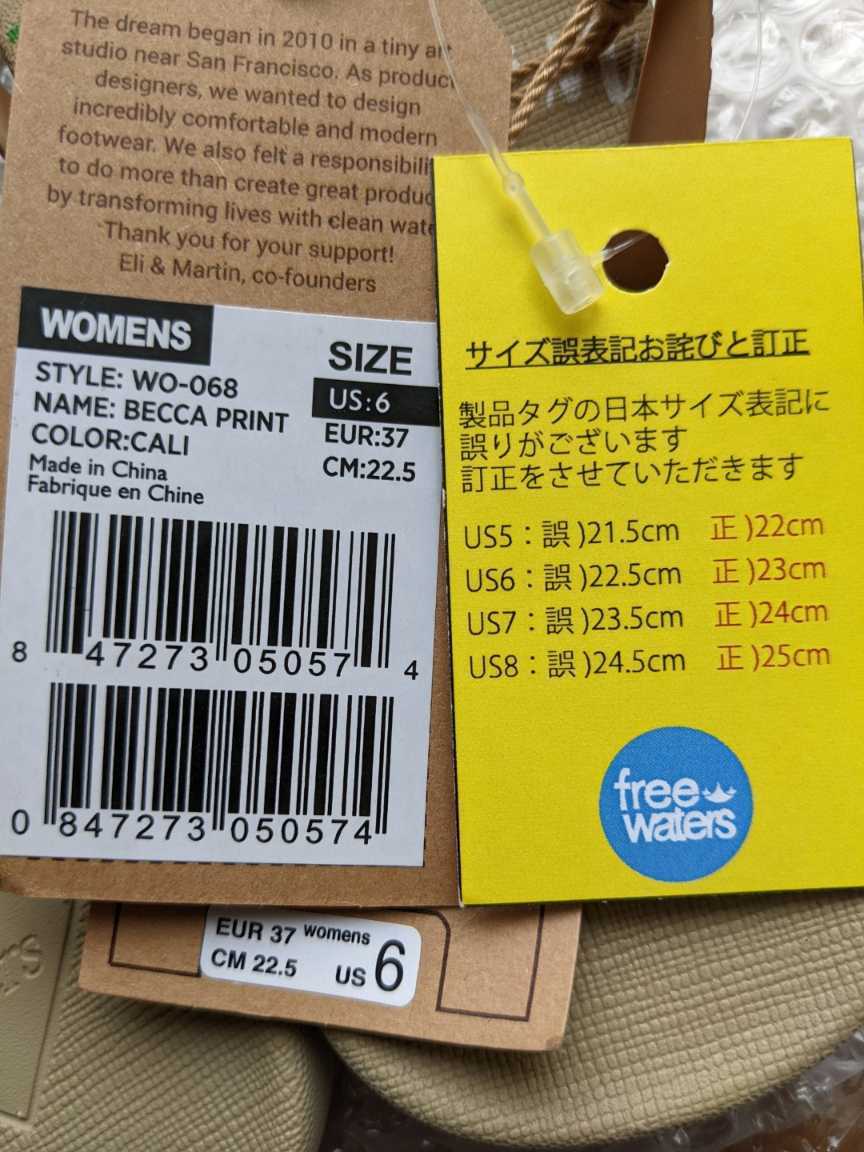 The dream began in 2010 in a tiny art
studio near San Francisco. As product
designers, we wanted to design
incredibly comfortable and modern
footwear. We also felt a responsibili
to do more than create great produc
by transforming lives with clean wate
Thank you for your support!
Eli & Martin, co-founders
WOMENS
STYLE: WO-068
NAME: BECCA PRINT
COLOR:CALI
Made in China
Fabrique en Chine
SIZE
US:6
EUR:37
CM:22.5
8 47273 05057 4
0 847273 050574
EUR 37 womens
CM 22.5 US 6
サイズ誤表記お詫びと訂正
製品タグの日本サイズ表記に
誤りがございます
訂正をさせていただきます
US5：誤)21.5cm 正)22cm
US6：誤)22.5cm 正)23cm
US7：誤)23.5cm 正)24cm
US8：誤)24.5cm 正)25cm
free
waters